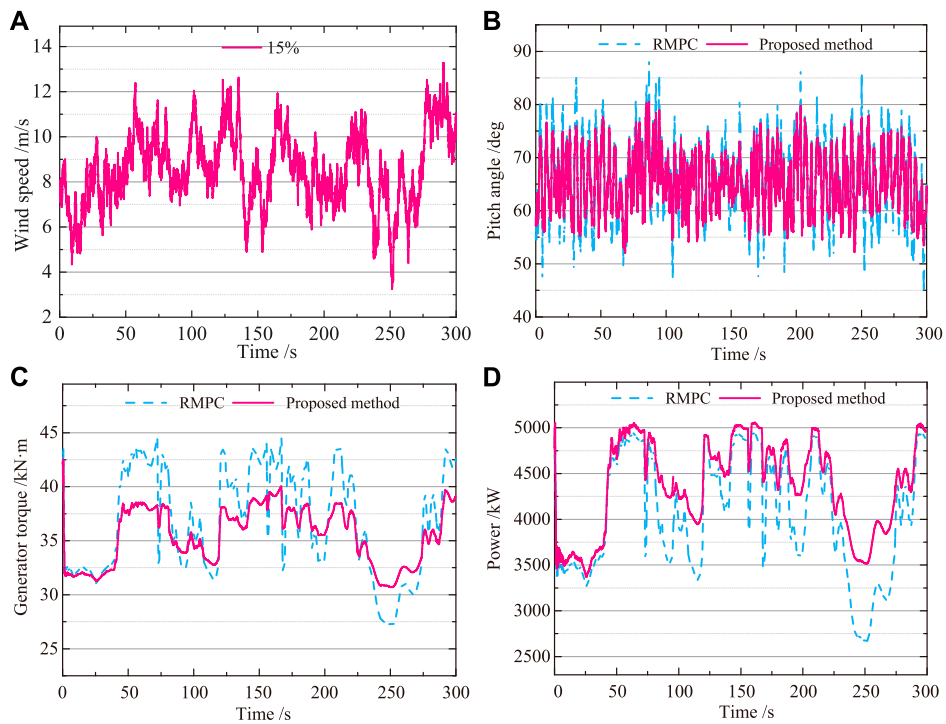 A
15%
14
12
10
8
6
4
2
Wind speed /m/s
0 50 100 150 200 250 300
Time /s
B
RMPC Proposed method
90
80
70
60
50
40
Pitch angle /deg
0 50 100 150 200 250 300
Time /s
C
RMPC Proposed method
45
40
35
30
25
Generator torque /kN·m
0 50 100 150 200 250 300
Time /s
D
RMPC Proposed method
5000
4500
4000
3500
3000
2500
Power /kW
0 50 100 150 200 250 300
Time /s